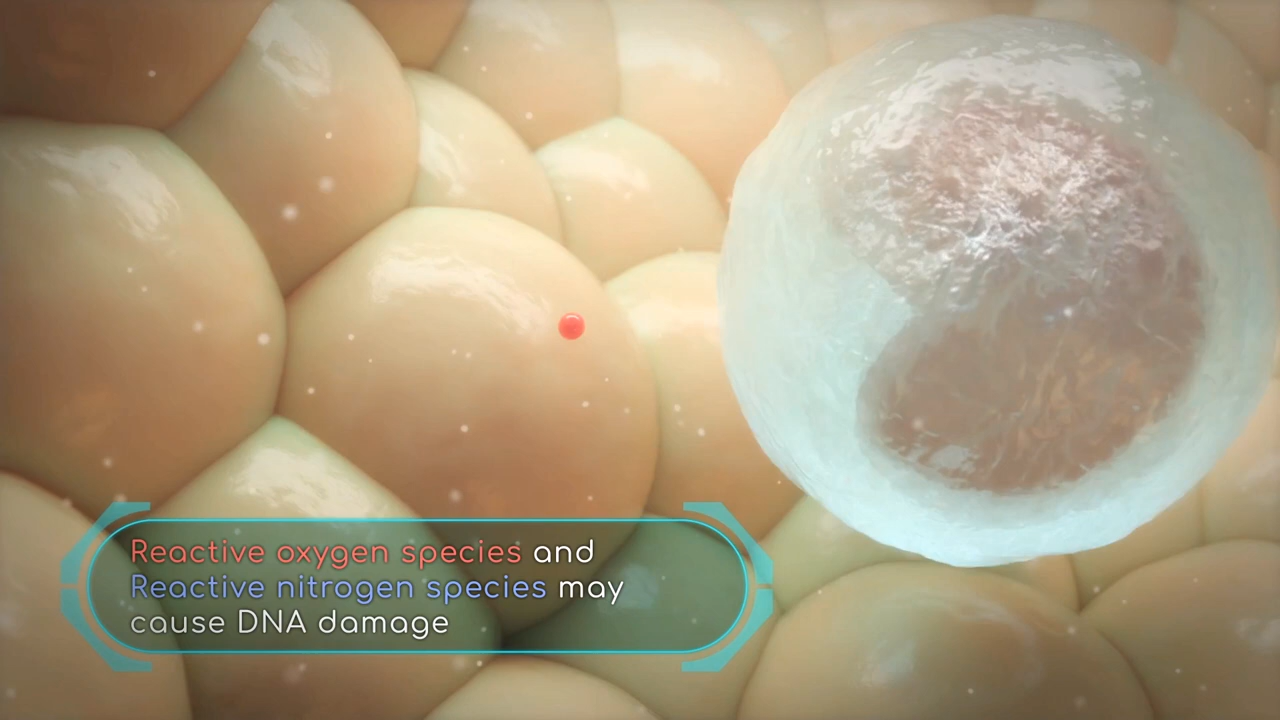 Reactive oxygen species and
Reactive nitrogen species may
cause DNA damage